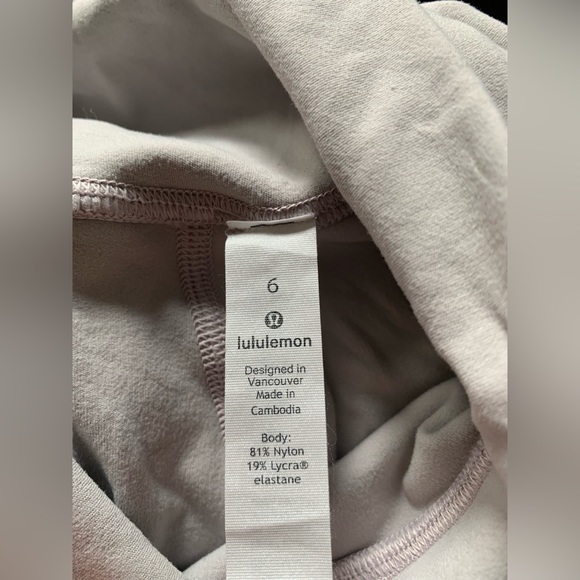 6
lululemon
Designed in
Vancouver
Made in
Cambodia
Body:
81% Nylon
19% Lycra®
elastane